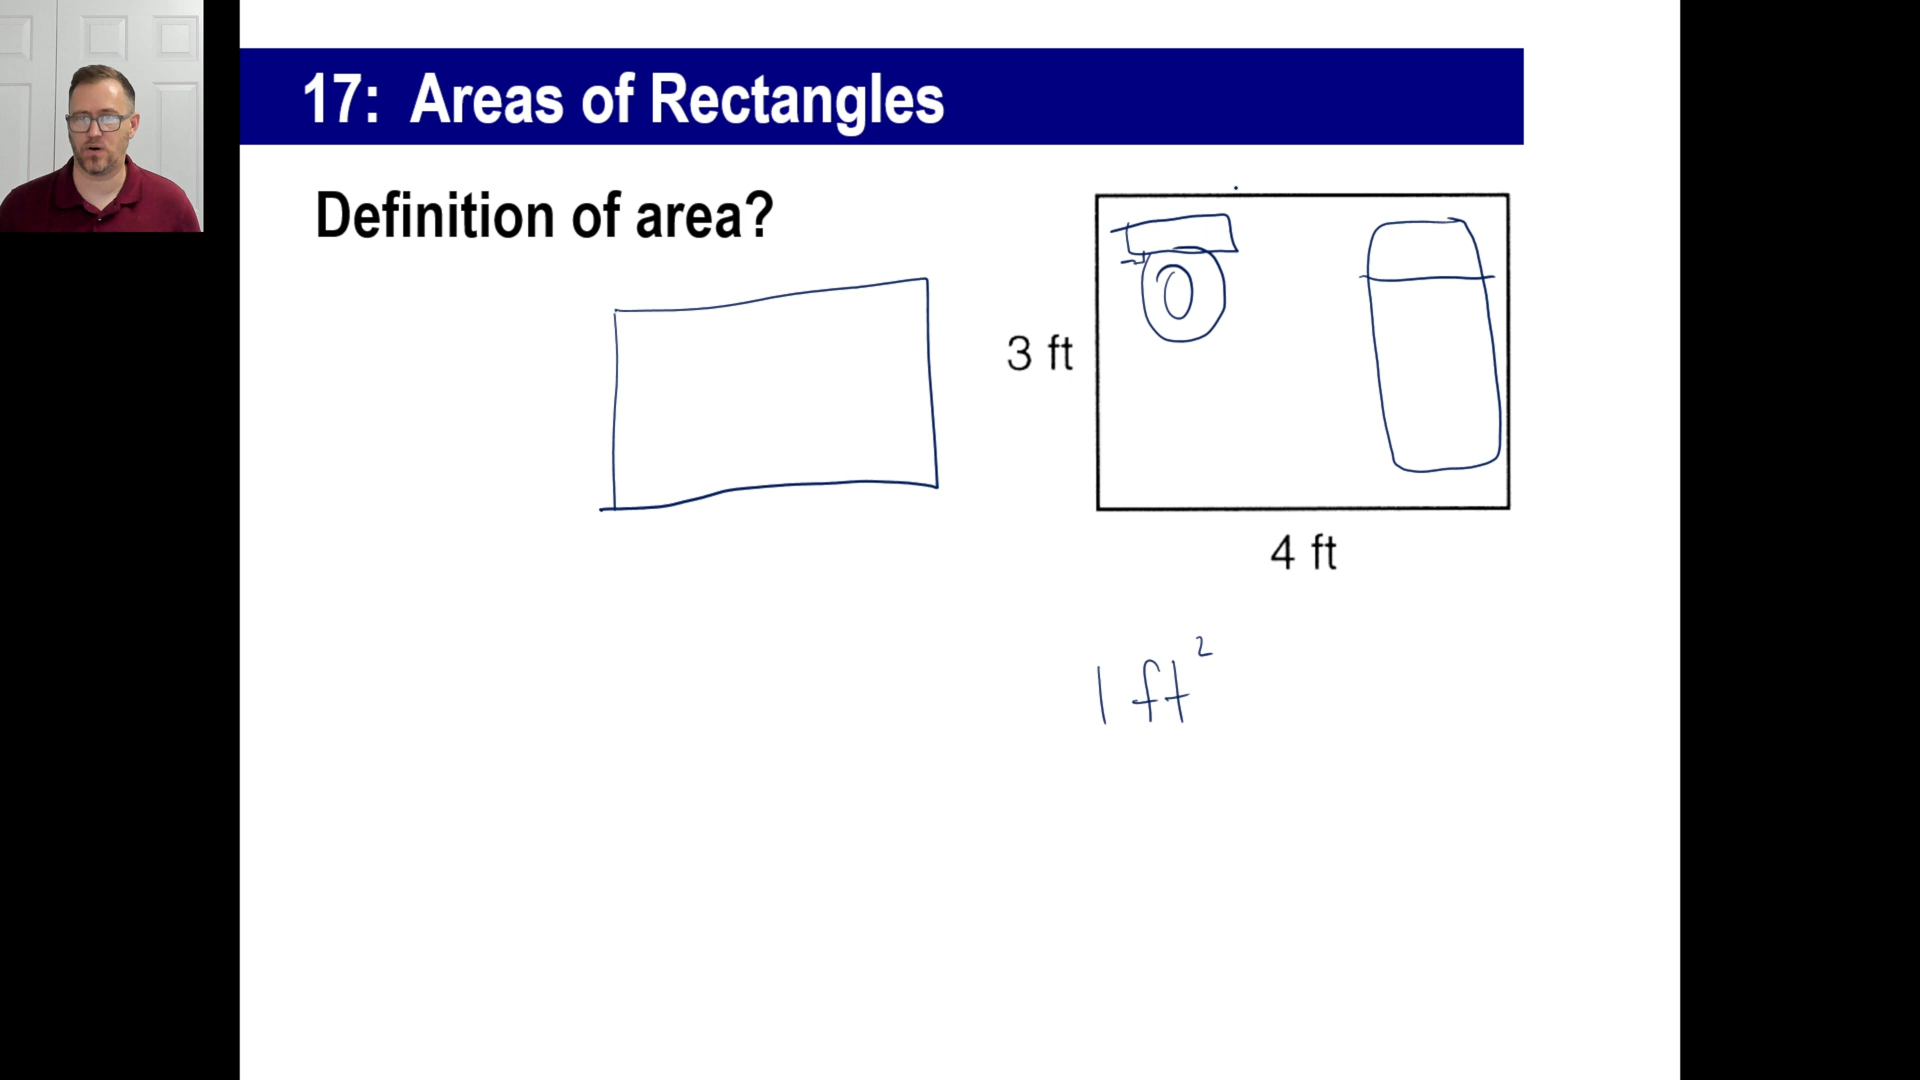 17: Areas of Rectangles
Definition of area?
3 ft
4 ft
1 ft²